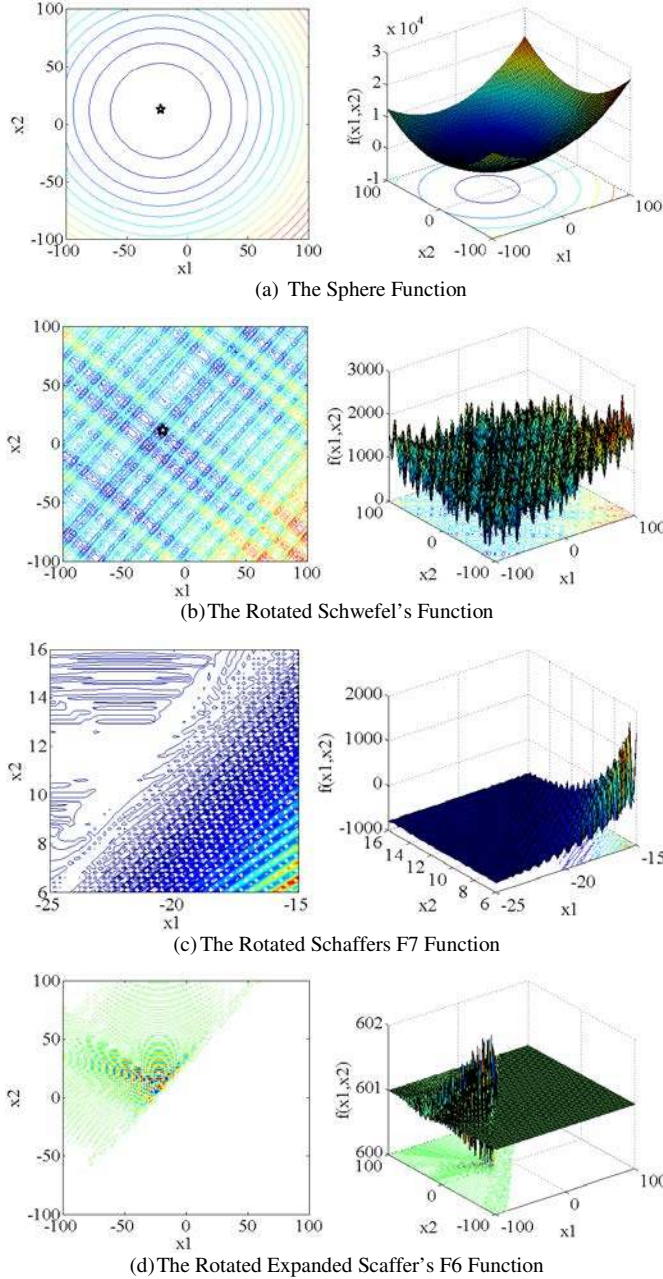 100
50
0
-50
-100
x2
-100 -50 0 50 100
x1
x 10^4
3
2
1
0
-1
f(x1,x2)
100
0
-100
x2
-100
0
100
x1
(a) The Sphere Function
100
50
0
-50
-100
x2
-100 -50 0 50 100
x1
3000
2000
1000
0
f(x1,x2)
100
0
-100
x2
-100
0
100
x1
(b) The Rotated Schwefel's Function
16
14
12
10
8
6
x2
-25 -20 -15
x1
2000
1000
0
-1000
f(x1,x2)
16
14
12
10
8
6
x2
-25
-20
-15
x1
(c) The Rotated Schaffers F7 Function
100
50
0
-50
-100
x2
-100 -50 0 50 100
x1
602
601
600
f(x1,x2)
100
0
-100
x2
-100
0
100
x1
(d) The Rotated Expanded Scaffer's F6 Function